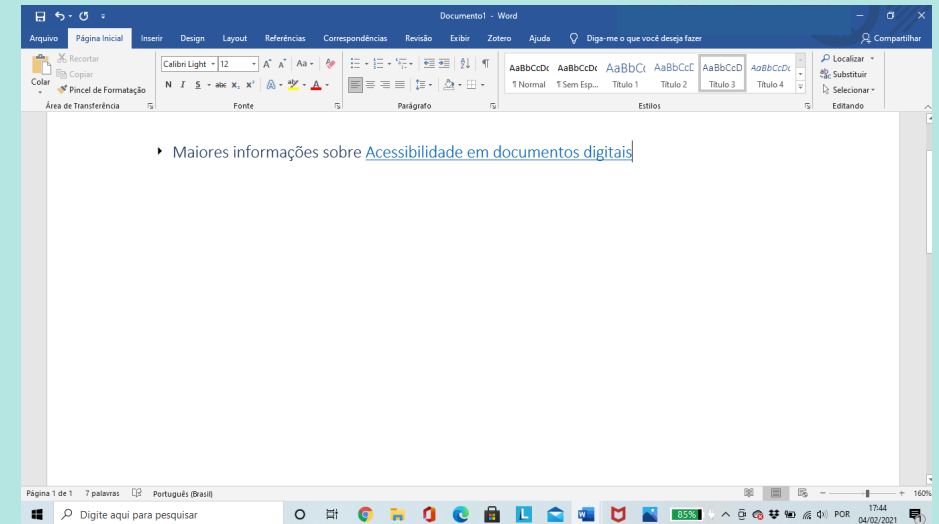 Documento1 - Word
Arquivo Página Inicial Inserir Design Layout Referências Correspondências Revisão Exibir Zotero Ajuda Diga-me o que você deseja fazer Compartilhar
Colar
Recortar
Copiar
Pincel de Formatação
Área de Transferência
Calibri Light 12 A A Aa
N I S abc x, x² A A
Fonte
Parágrafo
AaBbCcDc AaBbCcDc AaBbC( AaBbCcC AaBbCcD AaBbCcDc
¶ Normal ¶ Sem Esp... Título 1 Título 2 Título 3 Título 4
Estilos
Localizar
Substituir
Selecionar
Editando
Maiores informações sobre Acessibilidade em documentos digitais
Página 1 de 1 7 palavras Português (Brasil) 160%
Digite aqui para pesquisar 85% POR 17:44
04/02/2021